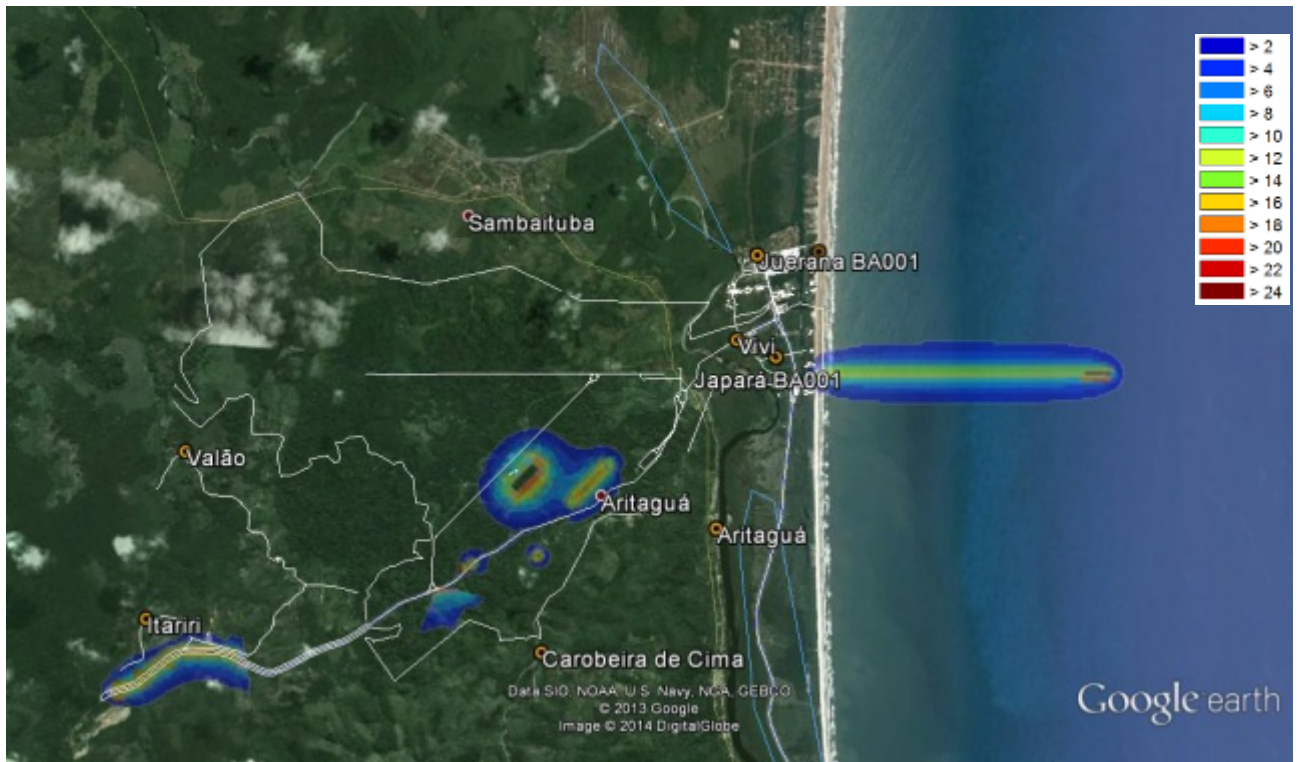 > 2
> 4
> 6
> 8
> 10
> 12
> 14
> 16
> 18
> 20
> 22
> 24
Sambaituba
Juerana BA001
Vivi
Japará BA001
Valão
Aritaguá
Aritaguá
Itariri
Carobeira de Cima
Data SIO, NOAA, U.S. Navy, NGA, GEBCO
© 2013 Google
Image © 2014 DigitalGlobe
Google earth